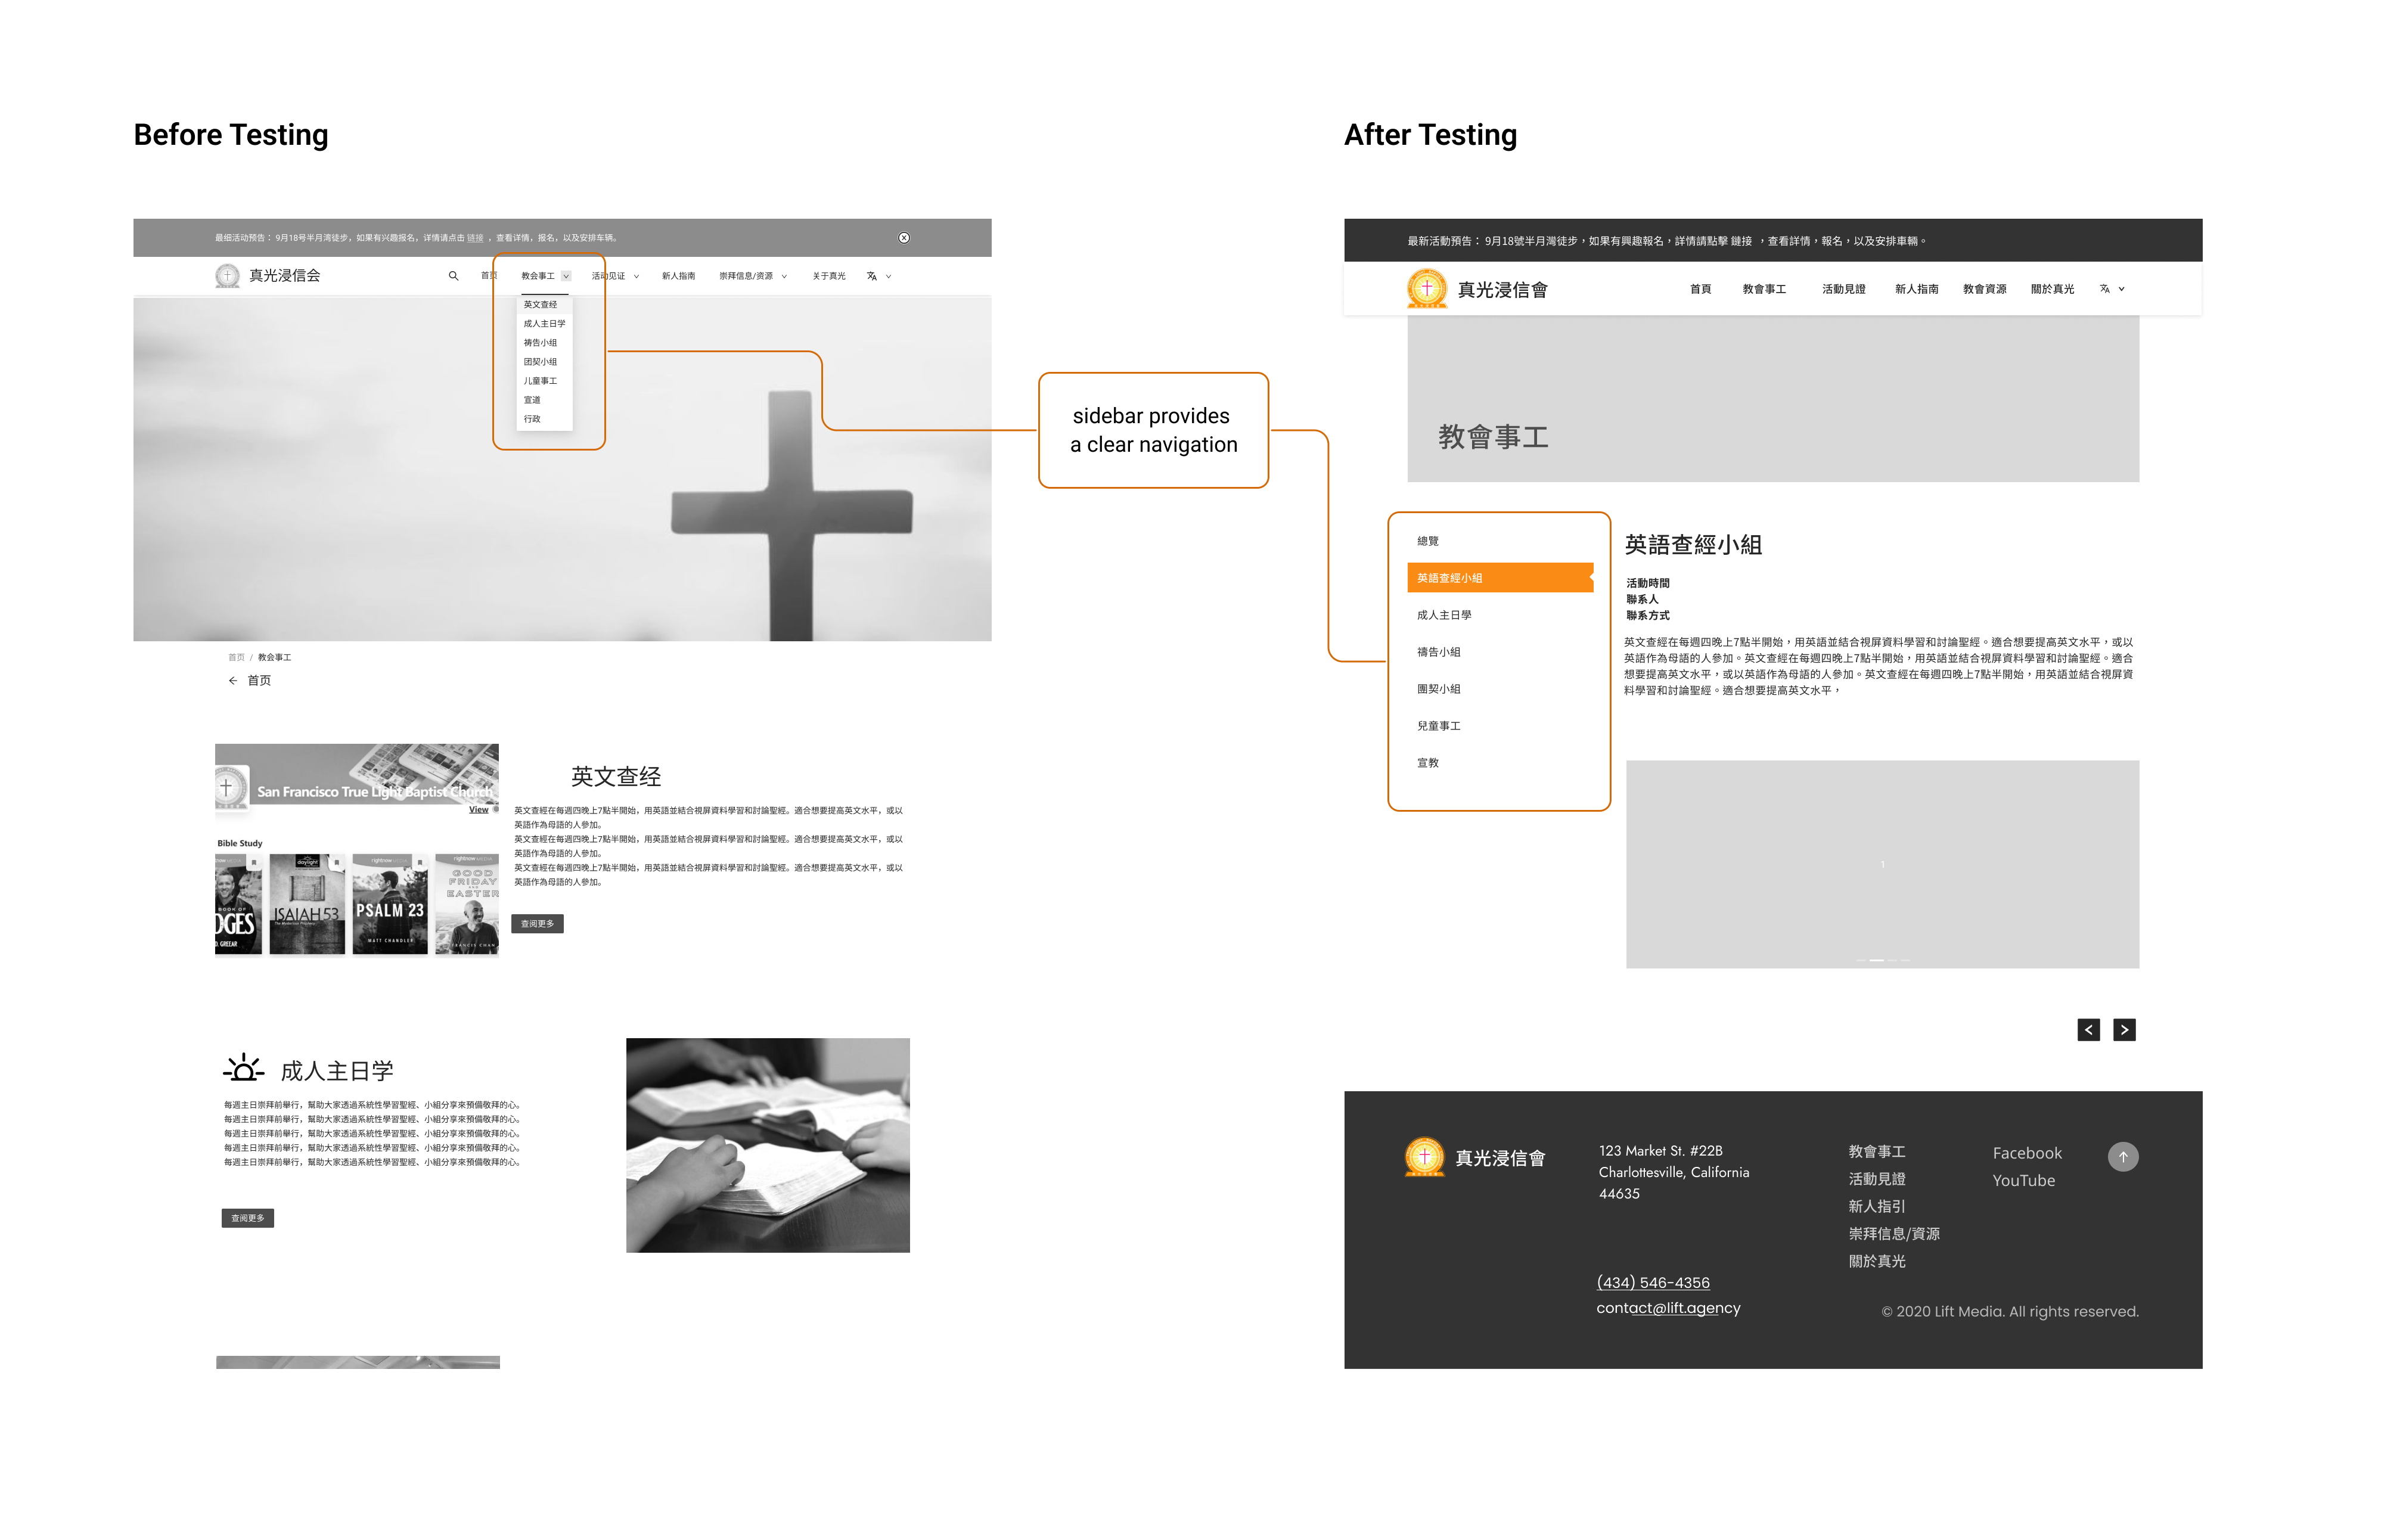 Before Testing
After Testing
最细活动预告： 9月18号半月湾徒步，如果有兴趣报名，详情请点击 链接 ，查看详情，报名，以及安排车辆。
真光浸信会
首页
教会事工
活动见证
新人指南
崇拜信息/资源
关于真光
英文查经
成人主日学
祷告小组
团契小组
儿童事工
宣道
行政
首页 / 教会事工
首页
San Francisco True Light Baptist Church
View
Bible Study
ISAIAH 53
PSALM 23
MATT CHANDLER
rightnow MEDIA
GOOD
FRIDAY
EASTER
FRANCIS CHAN
英文查经
英文查經在每週四晚上7點半開始，用英語並結合視屏資料學習和討論聖經。適合想要提高英文水平，或以
英語作為母語的人參加。
英文查經在每週四晚上7點半開始，用英語並結合視屏資料學習和討論聖經。適合想要提高英文水平，或以
英語作為母語的人參加。
英文查經在每週四晚上7點半開始，用英語並結合視屏資料學習和討論聖經。適合想要提高英文水平，或以
英語作為母語的人參加。
查阅更多
成人主日学
每週主日崇拜前舉行，幫助大家透過系統性學習聖經、小組分享來預備敬拜的心。
每週主日崇拜前舉行，幫助大家透過系統性學習聖經、小組分享來預備敬拜的心。
每週主日崇拜前舉行，幫助大家透過系統性學習聖經、小組分享來預備敬拜的心。
每週主日崇拜前舉行，幫助大家透過系統性學習聖經、小組分享來預備敬拜的心。
每週主日崇拜前舉行，幫助大家透過系統性學習聖經、小組分享來預備敬拜的心。
查阅更多
sidebar provides
a clear navigation
最新活動預告： 9月18號半月灣徒步，如果有興趣報名，詳情請點擊 鏈接 ，查看詳情，報名，以及安排車輛。
真光浸信會
首頁
教會事工
活動見證
新人指南
教會資源
關於真光
教會事工
總覽
英語查經小組
成人主日學
禱告小組
團契小組
兒童事工
宣教
英語查經小組
活動時間
聯系人
聯系方式
英文查經在每週四晚上7點半開始，用英語並結合視屏資料學習和討論聖經。適合想要提高英文水平，或以
英語作為母語的人參加。英文查經在每週四晚上7點半開始，用英語並結合視屏資料學習和討論聖經。適合
想要提高英文水平，或以英語作為母語的人參加。英文查經在每週四晚上7點半開始，用英語並結合視屏資
料學習和討論聖經。適合想要提高英文水平，
1
真光浸信會
123 Market St. #22B
Charlottesville, California
44635
(434) 546-4356
contact@lift.agency
教會事工
活動見證
新人指引
崇拜信息/資源
關於真光
Facebook
YouTube
© 2020 Lift Media. All rights reserved.